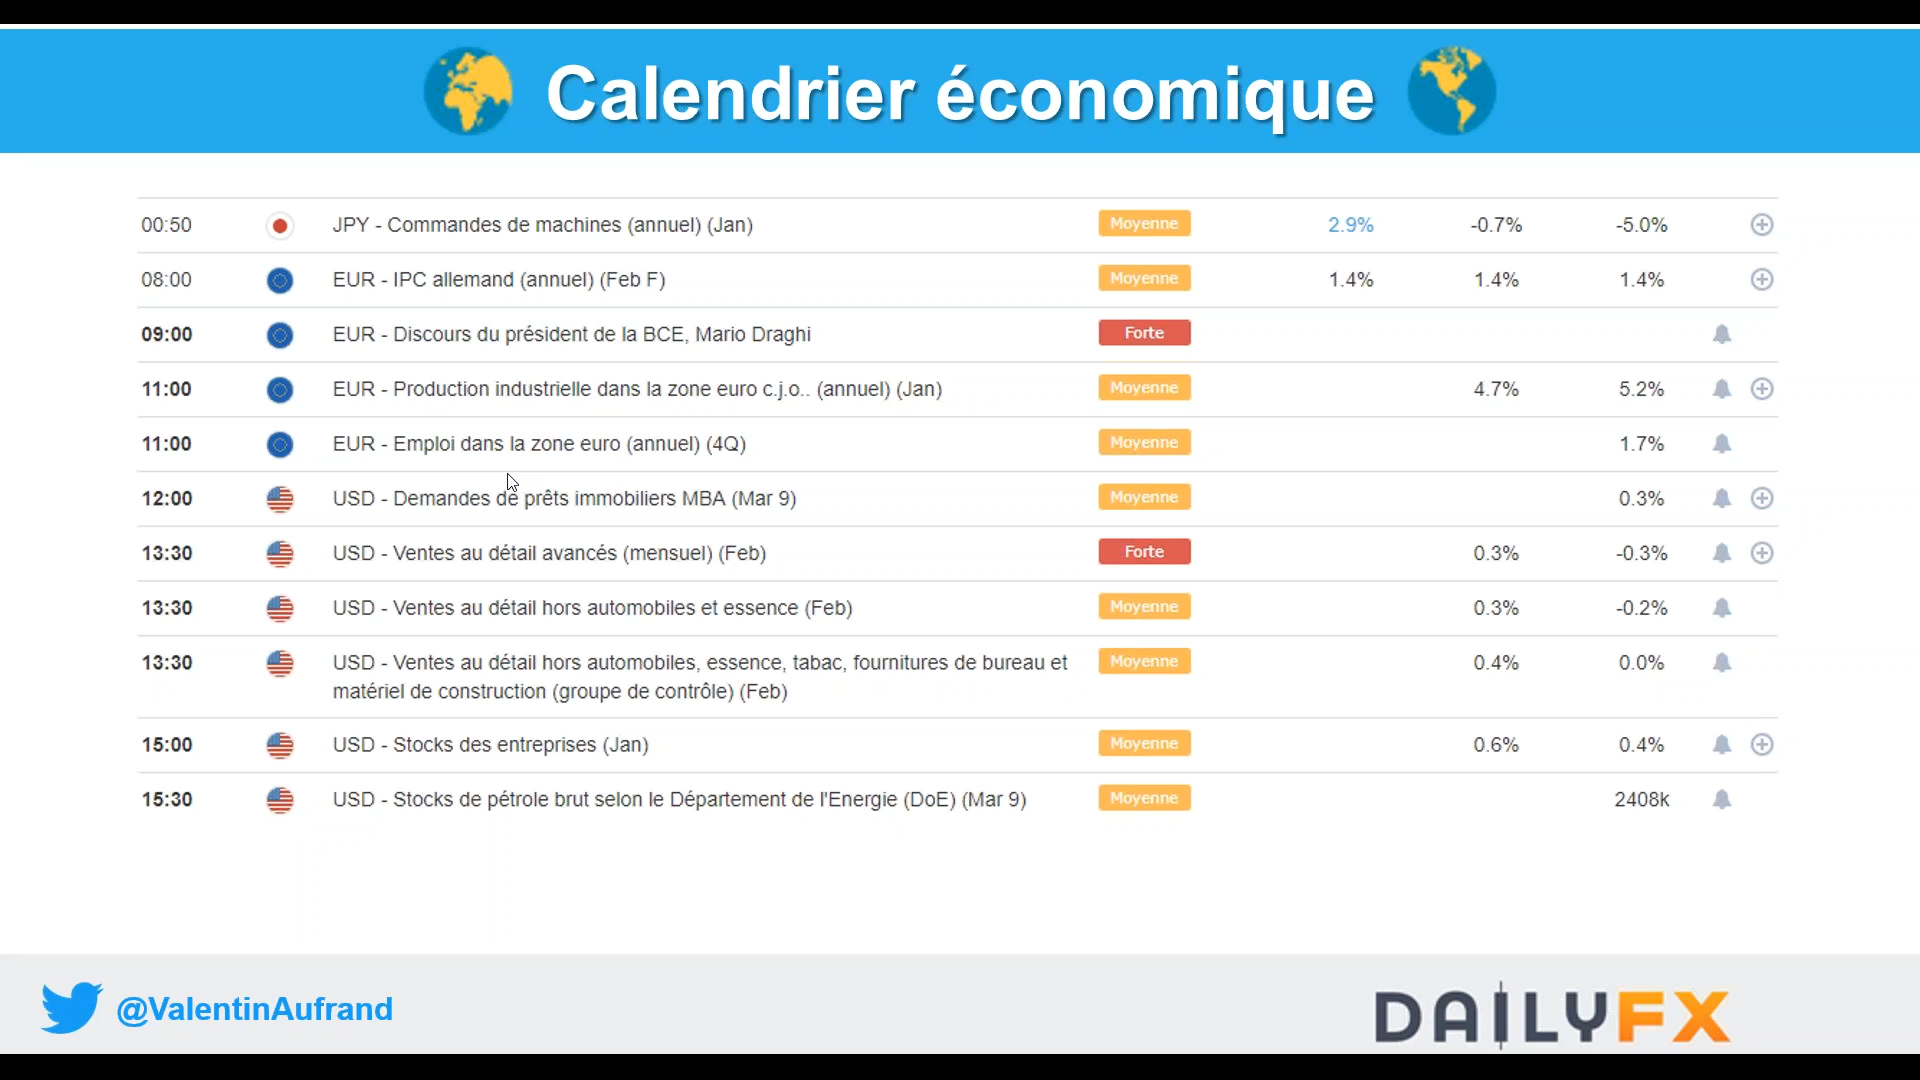 Calendrier économique
00:50 JPY - Commandes de machines (annuel) (Jan) Moyenne 2.9% -0.7% -5.0%
08:00 EUR - IPC allemand (annuel) (Feb F) Moyenne 1.4% 1.4% 1.4%
09:00 EUR - Discours du président de la BCE, Mario Draghi Forte
11:00 EUR - Production industrielle dans la zone euro c.j.o.. (annuel) (Jan) Moyenne 4.7% 5.2%
11:00 EUR - Emploi dans la zone euro (annuel) (4Q) Moyenne 1.7%
12:00 USD - Demandes de prêts immobiliers MBA (Mar 9) Moyenne 0.3%
13:30 USD - Ventes au détail avancés (mensuel) (Feb) Forte 0.3% -0.3%
13:30 USD - Ventes au détail hors automobiles et essence (Feb) Moyenne 0.3% -0.2%
13:30 USD - Ventes au détail hors automobiles, essence, tabac, fournitures de bureau et Moyenne 0.4% 0.0%
matériel de construction (groupe de contrôle) (Feb)
15:00 USD - Stocks des entreprises (Jan) Moyenne 0.6% 0.4%
15:30 USD - Stocks de pétrole brut selon le Département de l'Energie (DoE) (Mar 9) Moyenne 2408k
@ValentinAufrand
DAILYFX